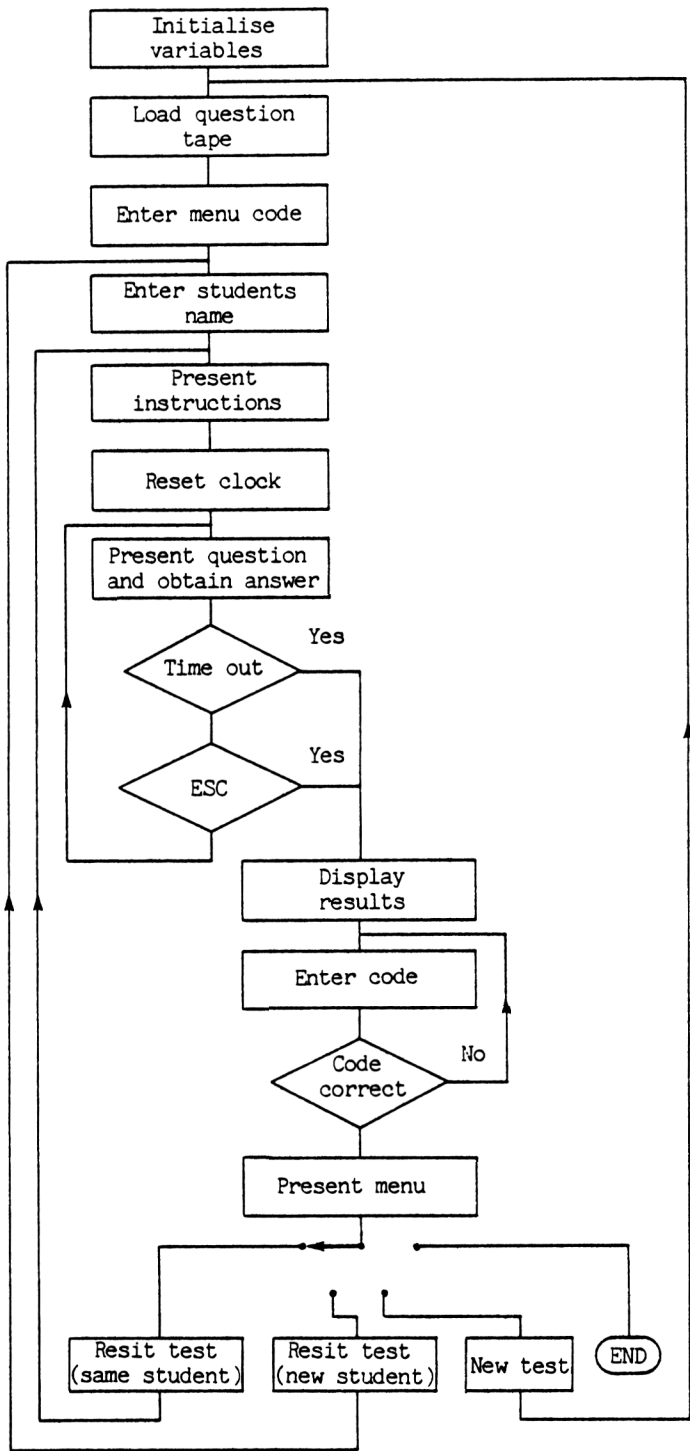 Initialise
variables
Load question
tape
Enter menu code
Enter students
name
Present
instructions
Reset clock
Present question
and obtain answer
Yes
Time out
Yes
ESC
Display
results
Enter code
No
Code
correct
Present menu
Resit test
(same student)
Resit test
(new student)
New test
END